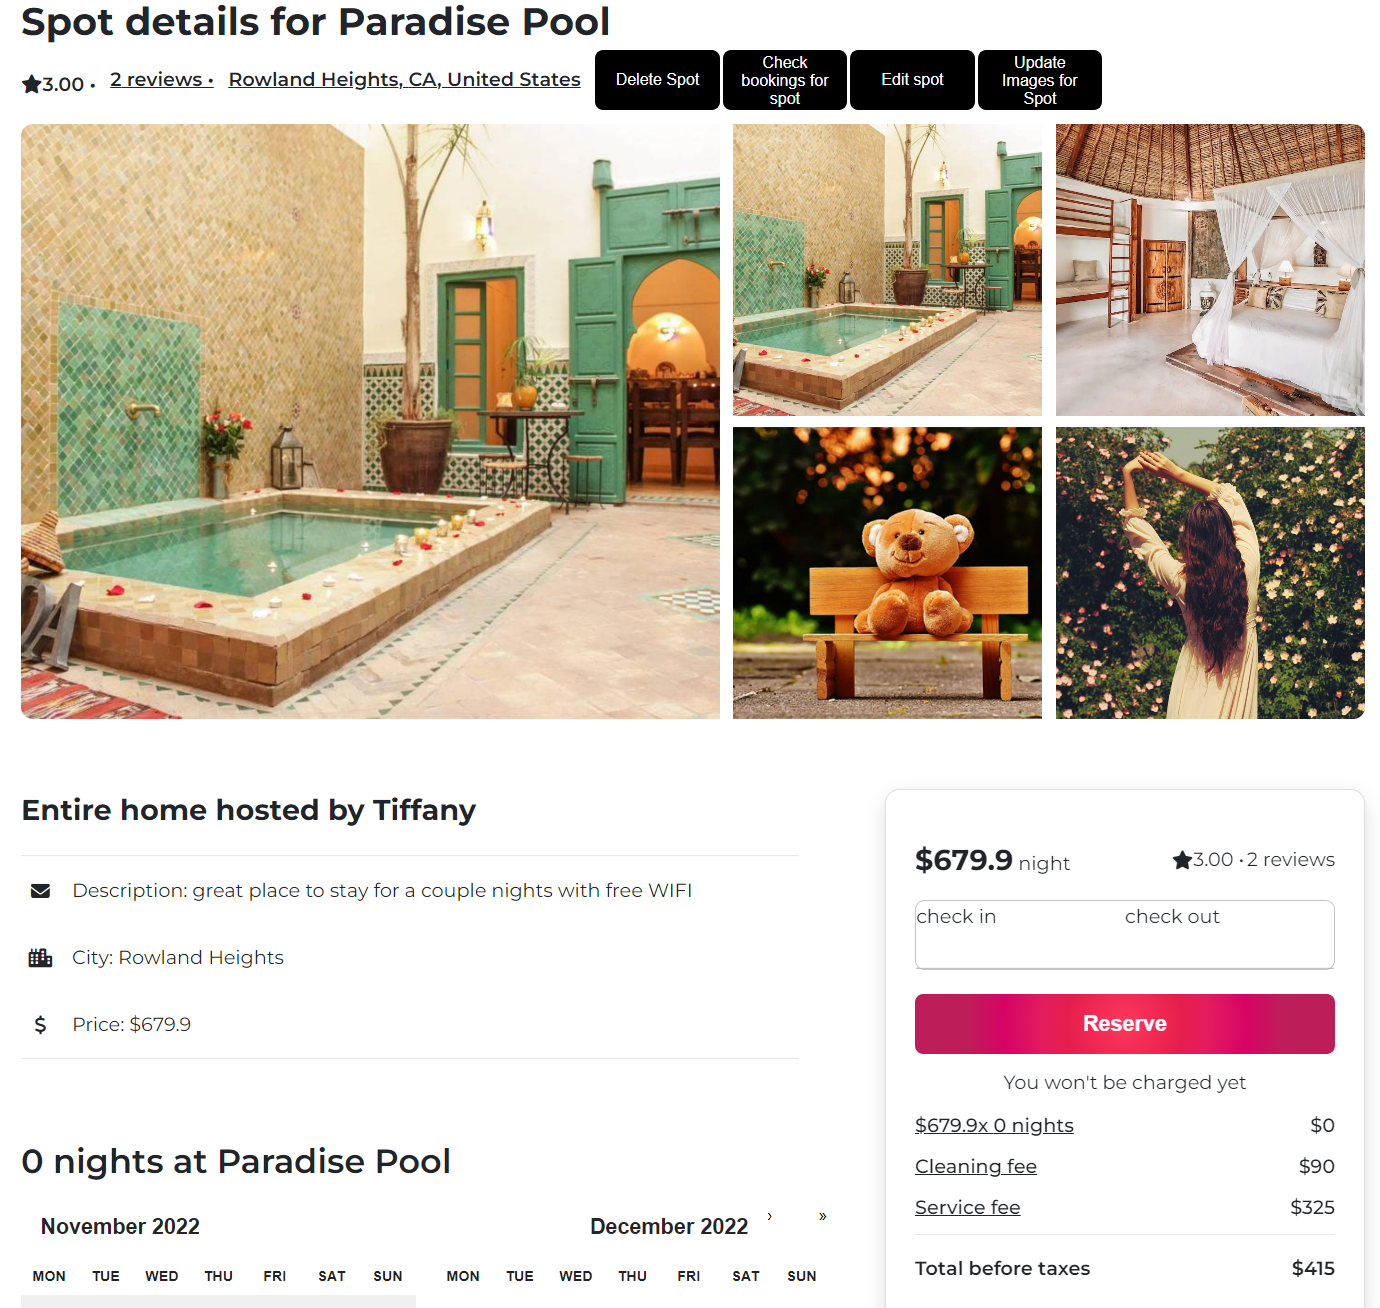 Spot details for Paradise Pool
3.00 · 2 reviews · Rowland Heights, CA, United States
Delete Spot
Check
bookings for
spot
Edit spot
Update
Images for
Spot
Entire home hosted by Tiffany
Description: great place to stay for a couple nights with free WIFI
City: Rowland Heights
Price: $679.9
0 nights at Paradise Pool
November 2022
December 2022 › »
MON TUE WED THU FRI SAT SUN
MON TUE WED THU FRI SAT SUN
$679.9 night
3.00 · 2 reviews
check in check out
Reserve
You won't be charged yet
$679.9x 0 nights $0
Cleaning fee $90
Service fee $325
Total before taxes $415